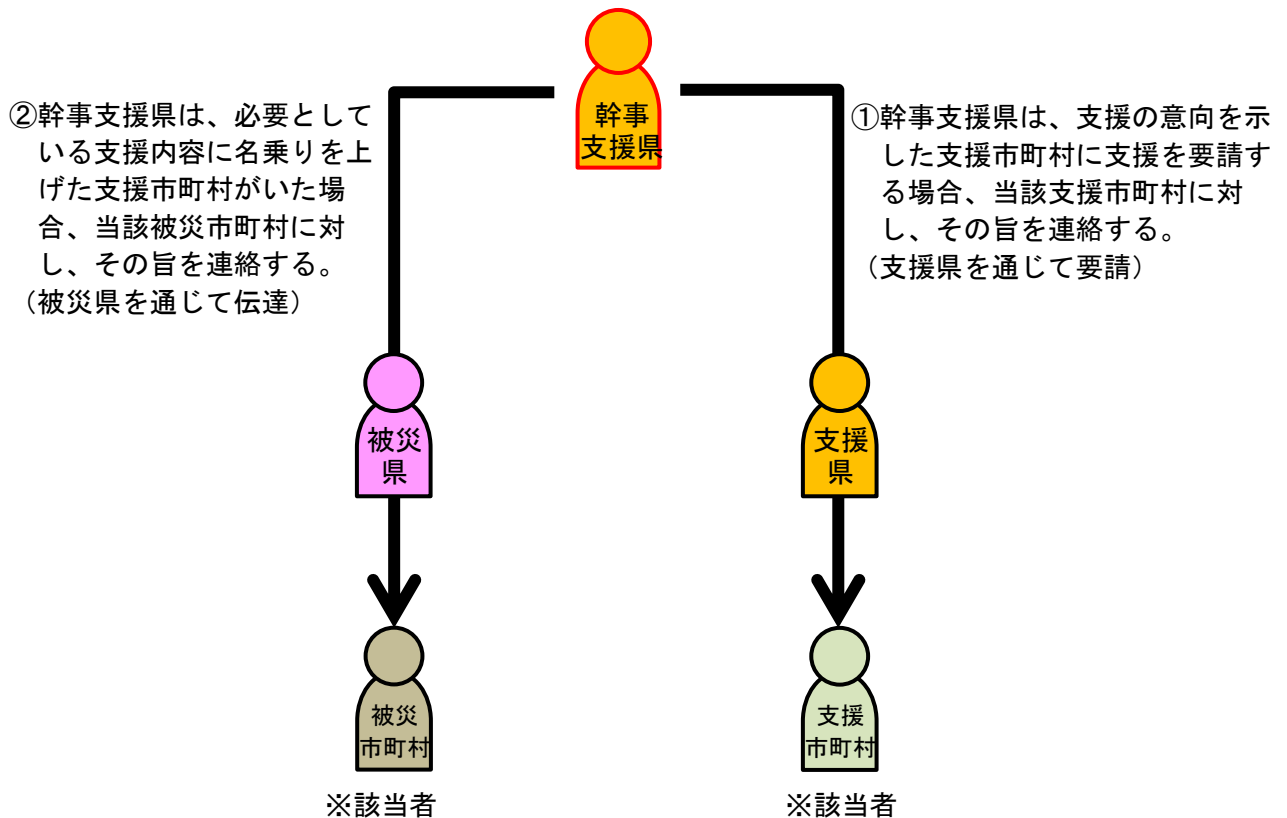 幹事
支援県
②幹事支援県は、必要として
いる支援内容に名乗りを上
げた支援市町村がいた場
合、当該被災市町村に対
し、その旨を連絡する。
（被災県を通じて伝達）
①幹事支援県は、支援の意向を示
した支援市町村に支援を要請す
る場合、当該支援市町村に対
し、その旨を連絡する。
（支援県を通じて要請）
被災
県
支援
県
被災
市町村
支援
市町村
※該当者
※該当者